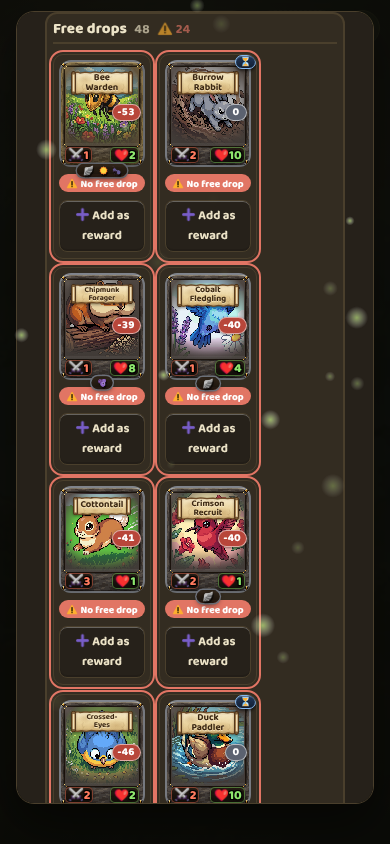 Free drops 48 ⚠ 24
Bee
Warden
-53
1 2
⚠ No free drop
+ Add as
reward
Burrow
Rabbit
0
2 10
⚠ No free drop
+ Add as
reward
Chipmunk
Forager
-39
1 8
⚠ No free drop
+ Add as
reward
Cobalt
Fledgling
-40
1 4
⚠ No free drop
+ Add as
reward
Cottontail
-41
3 1
⚠ No free drop
+ Add as
reward
Crimson
Recruit
-40
2 1
⚠ No free drop
+ Add as
reward
Crossed-
Eyes
-46
2 2
Duck
Paddler
0
2 10